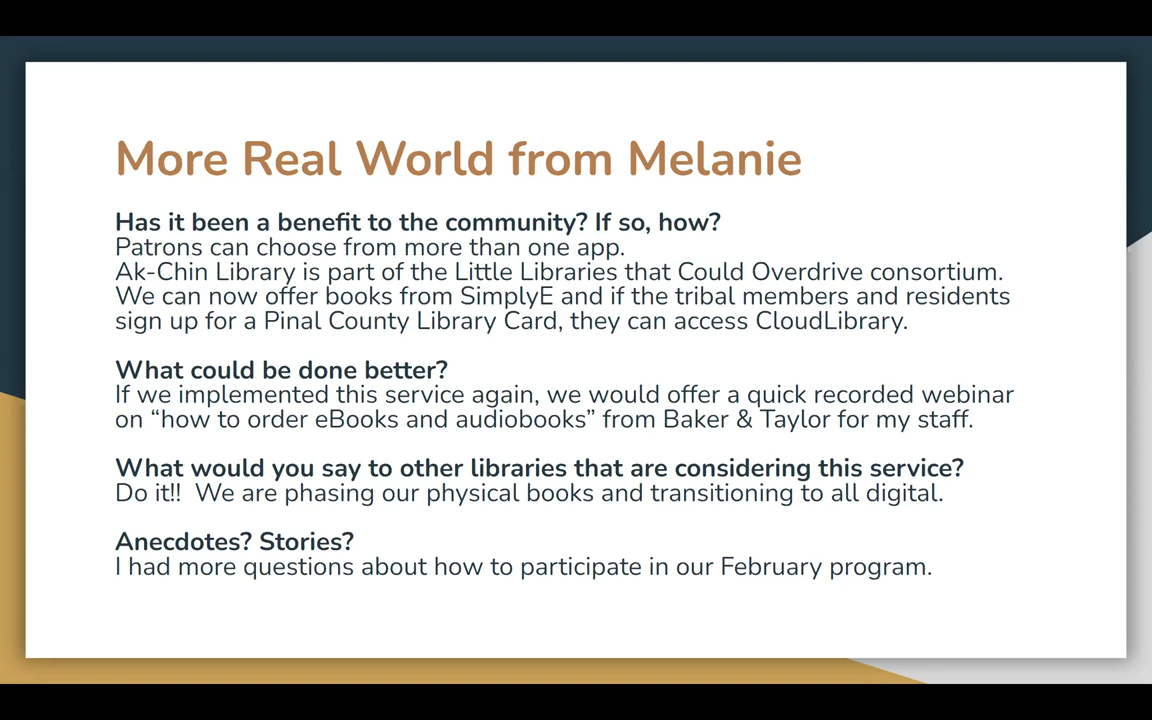 More Real World from Melanie
Has it been a benefit to the community? If so, how?
Patrons can choose from more than one app.
Ak-Chin Library is part of the Little Libraries that Could Overdrive consortium.
We can now offer books from SimplyE and if the tribal members and residents
sign up for a Pinal County Library Card, they can access CloudLibrary.
What could be done better?
If we implemented this service again, we would offer a quick recorded webinar
on “how to order eBooks and audiobooks” from Baker & Taylor for my staff.
What would you say to other libraries that are considering this service?
Do it!!  We are phasing our physical books and transitioning to all digital.
Anecdotes? Stories?
I had more questions about how to participate in our February program.